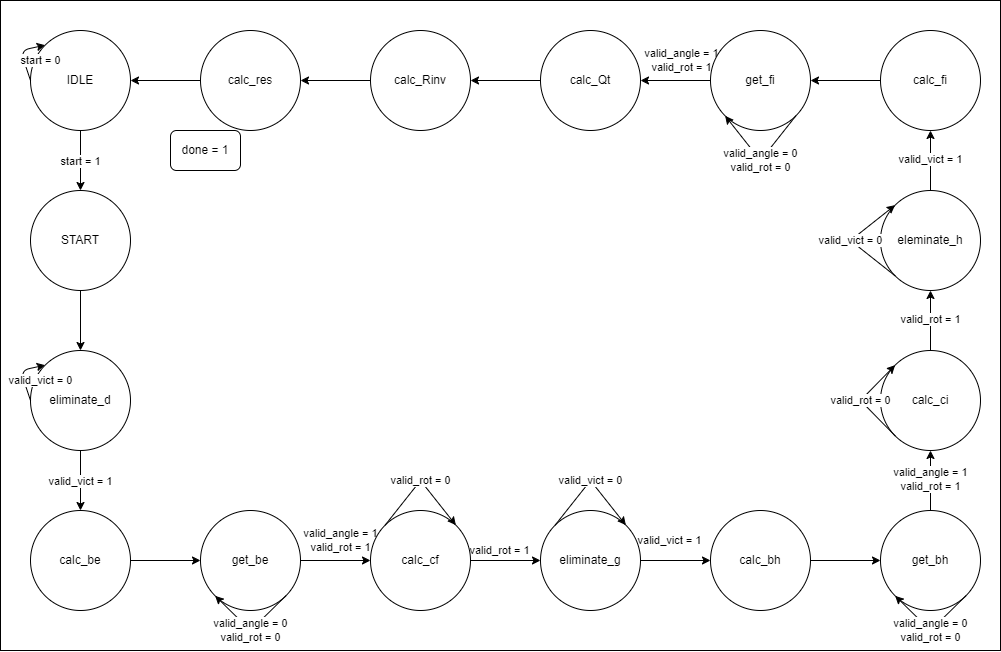 IDLE
start = 0
calc_res
calc_Rinv
calc_Qt
valid_angle = 1
valid_rot = 1
get_fi
calc_fi
done = 1
valid_angle = 0
valid_rot = 0
start = 1
valid_vict = 1
START
valid_vict = 0
eleminate_h
valid_rot = 1
valid_vict = 0
eliminate_d
valid_rot = 0
calc_ci
valid_vict = 1
valid_rot = 0
valid_vict = 0
valid_angle = 1
valid_rot = 1
calc_be
get_be
valid_angle = 1
valid_rot = 1
calc_cf
valid_rot = 1
eliminate_g
valid_vict = 1
calc_bh
get_bh
valid_angle = 0
valid_rot = 0
valid_angle = 0
valid_rot = 0